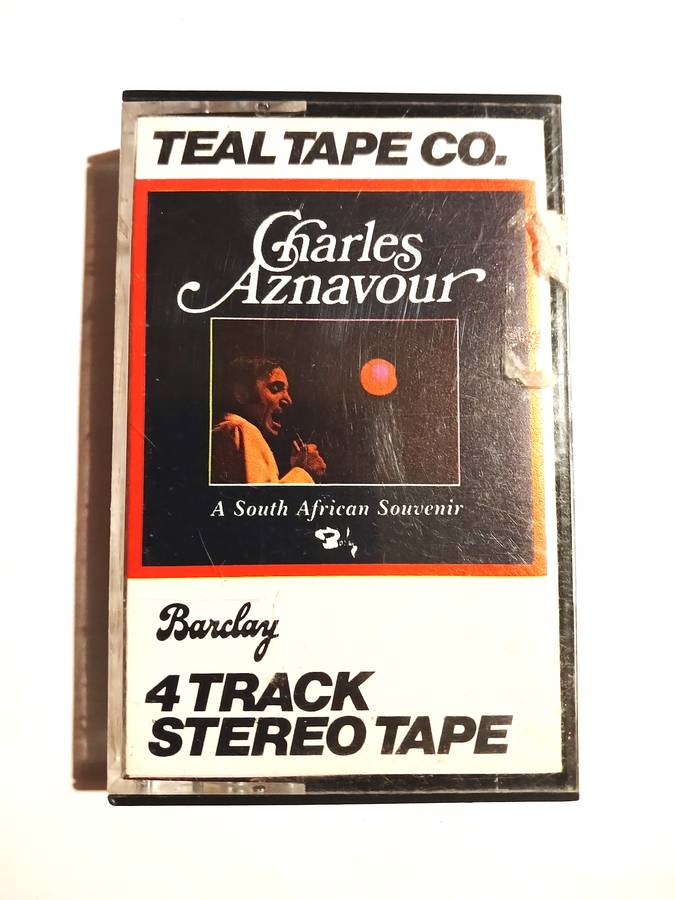 TEAL TAPE CO.
Charles
Aznavour
A South African Souvenir
Barclay
4 TRACK
STEREO TAPE